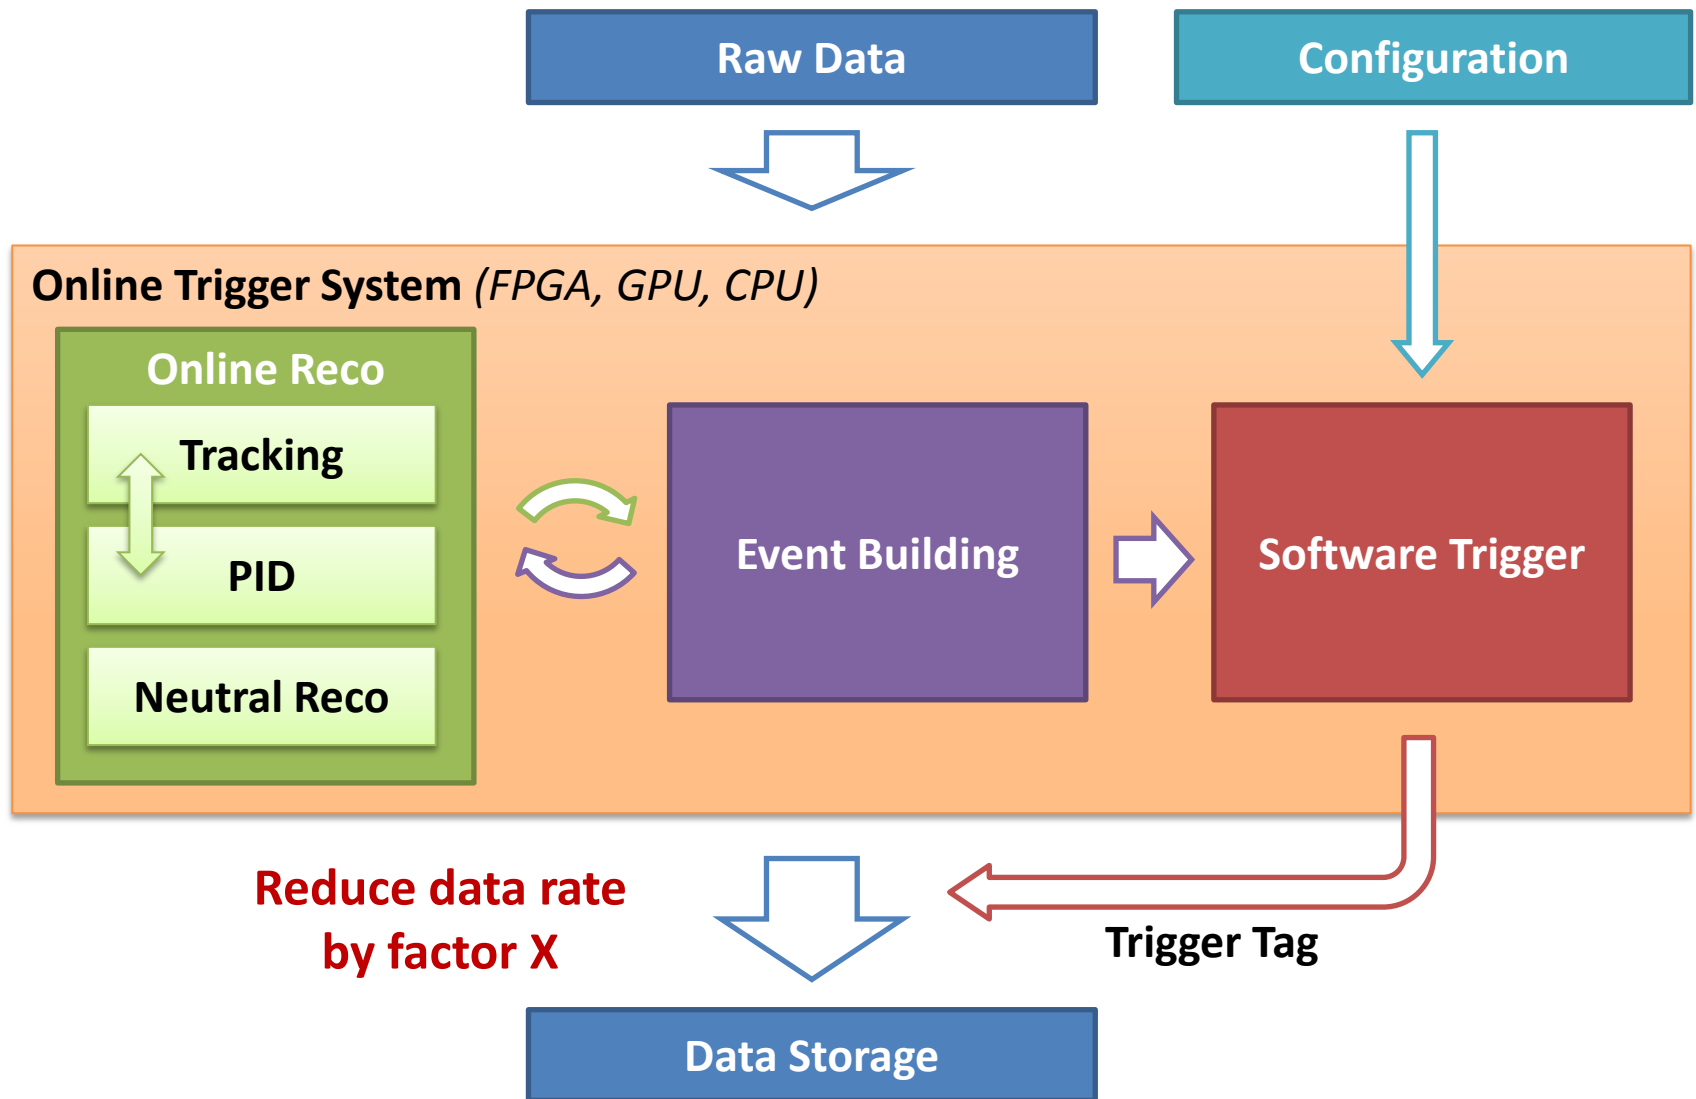 Raw Data
Configuration
Online Trigger System (FPGA, GPU, CPU)
Online Reco
Tracking
PID
Neutral Reco
Event Building
Software Trigger
Reduce data rate
by factor X
Trigger Tag
Data Storage